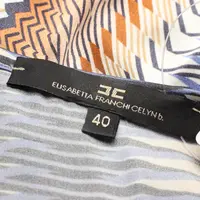 ELISABETTA FRANCHI CELYN b.
40